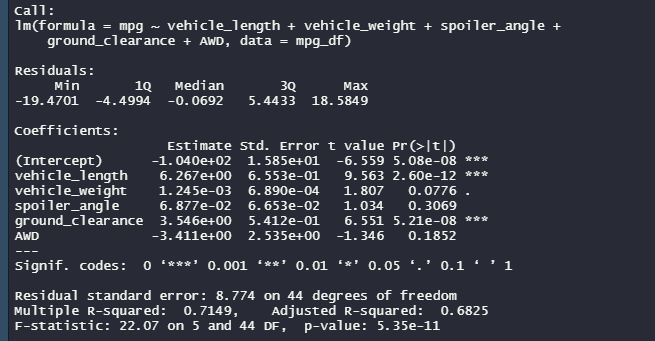 Call:
lm(formula = mpg ~ vehicle_length + vehicle_weight + spoiler_angle +
    ground_clearance + AWD, data = mpg_df)
Residuals:
     Min       1Q   Median       3Q      Max
-19.4701  -4.4994  -0.0692   5.4433  18.5849
Coefficients:
                   Estimate Std. Error t value Pr(>|t|)
(Intercept)      -1.040e+02  1.585e+01  -6.559 5.08e-08 ***
vehicle_length    6.267e+00  6.553e-01   9.563 2.60e-12 ***
vehicle_weight    1.245e-03  6.890e-04   1.807   0.0776 .
spoiler_angle     6.877e-02  6.653e-02   1.034   0.3069
ground_clearance  3.546e+00  5.412e-01   6.551 5.21e-08 ***
AWD              -3.411e+00  2.535e+00  -1.346   0.1852
---
Signif. codes:  0 ‘***’ 0.001 ‘**’ 0.01 ‘*’ 0.05 ‘.’ 0.1 ‘ ’ 1
Residual standard error: 8.774 on 44 degrees of freedom
Multiple R-squared:  0.7149,    Adjusted R-squared:  0.6825
F-statistic: 22.07 on 5 and 44 DF,  p-value: 5.35e-11